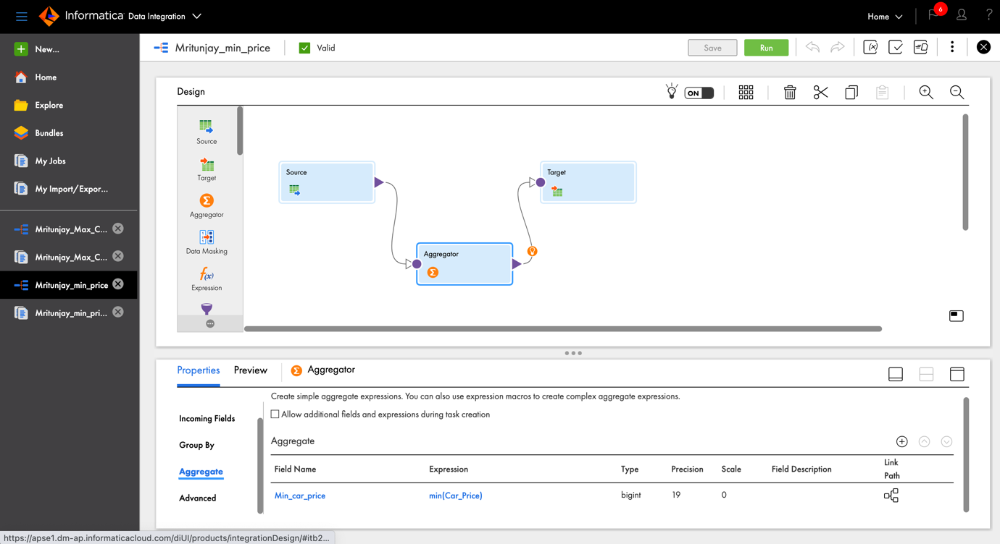 Informatica Data Integration
Home
6
?
New...
Home
Explore
Bundles
My Jobs
My Import/Expor...
Mritunjay_Max_C...
Mritunjay_Max_C...
Mritunjay_min_price
Mritunjay_min_pri...
Mritunjay_min_price
Valid
Save
Run
Design
ON
Source
Target
Aggregator
Data Masking
f(x)
Expression
Source
Target
Aggregator
Properties
Preview
Aggregator
Create simple aggregate expressions. You can also use expression macros to create complex aggregate expressions.
Incoming Fields
Group By
Aggregate
Advanced
Allow additional fields and expressions during task creation
Aggregate
Field Name Expression Type Precision Scale Field Description Link Path
Min_car_price min(Car_Price) bigint 19 0
https://apse1.dm-ap.informaticacloud.com/diUI/products/integrationDesign/#itb2...